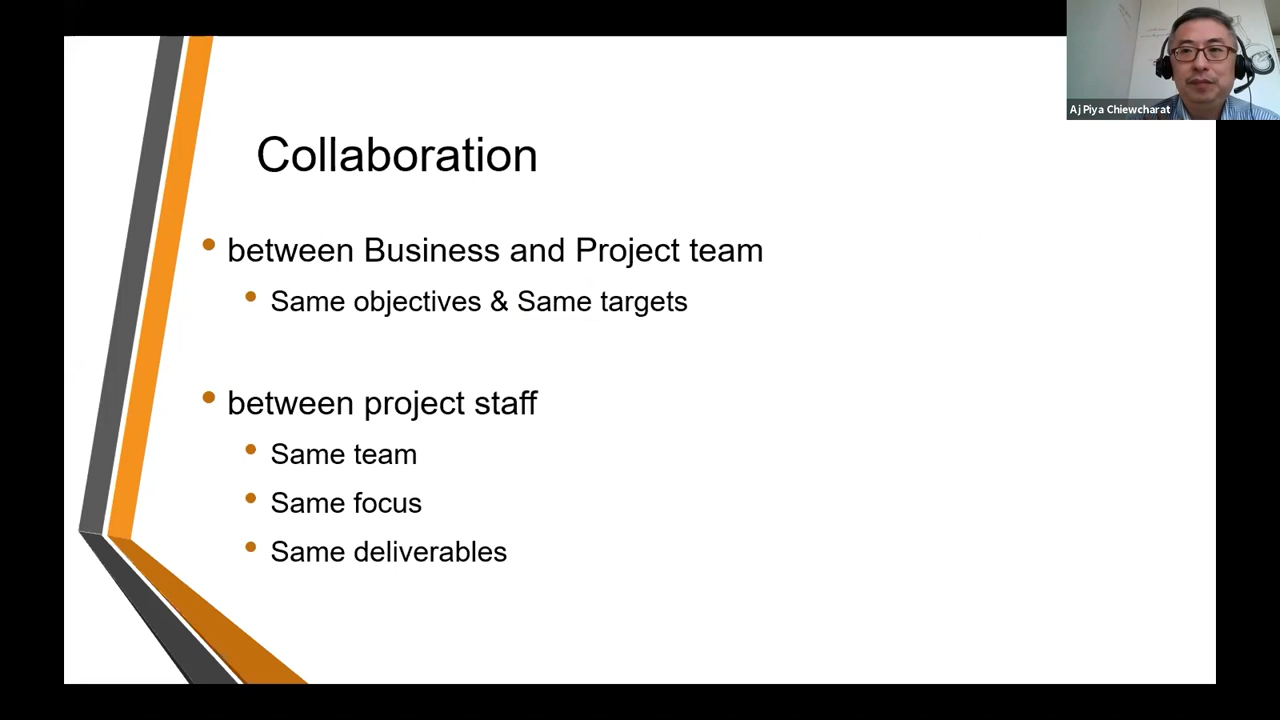 Aj Piya Chiewcharat
Collaboration
between Business and Project team
Same objectives & Same targets
between project staff
Same team
Same focus
Same deliverables